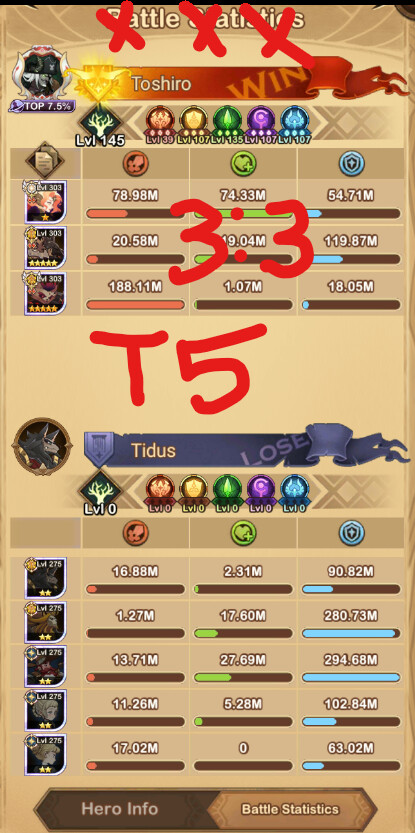 Battle Statistics
X X X
TOP 7.5%
Toshiro
WIN
Lvl 145
Lvl 39 Lvl 107 Lvl 135 Lvl 107 Lvl 107
Lvl 303
78.98M 74.33M 54.71M
Lvl 303
20.58M 19.04M 119.87M
3:3
Lvl 303
188.11M 1.07M 18.05M
T5
Tidus
LOSE
Lvl 0
Lvl 0 Lvl 0 Lvl 0 Lvl 0 Lvl 0
Lvl 275
16.88M 2.31M 90.82M
Lvl 275
1.27M 17.60M 280.73M
Lvl 275
13.71M 27.69M 294.68M
Lvl 275
11.26M 5.28M 102.84M
Lvl 275
17.02M 0 63.02M
Hero Info Battle Statistics